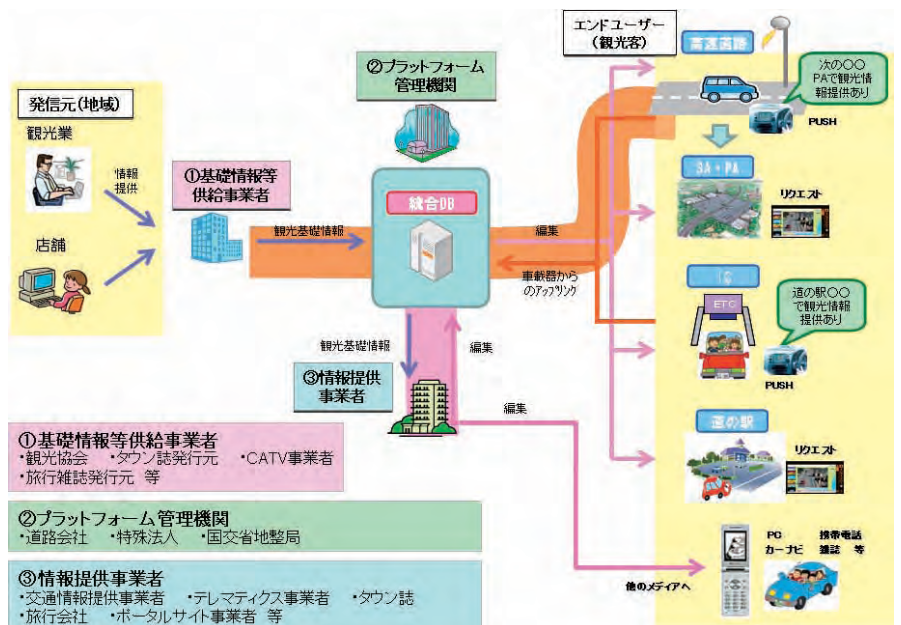 発信元(地域)
観光業
情報
提供
店舗
①基礎情報等
供給事業者
観光基礎情報
②プラットフォーム
管理機関
統合DB
編集
車載器から
のアップリンク
観光基礎情報
編集
③情報提供
事業者
編集
他のメディアへ
エンドユーザー
(観光客)
高速道路
次の○○
PAで観光情
報提供あり
PUSH
SA・PA
リクエスト
IC
ETC
道の駅○○
で観光情報
提供あり
PUSH
道の駅
リクエスト
PC 携帯電話
カーナビ 雑誌 等
①基礎情報等供給事業者
・観光協会 ・タウン誌発行元 ・CATV事業者
・旅行雑誌発行元 等
②プラットフォーム管理機関
・道路会社 ・特殊法人 ・国交省地整局
③情報提供事業者
・交通情報提供事業者 ・テレマティクス事業者 ・タウン誌
・旅行会社 ・ポータルサイト事業者 等